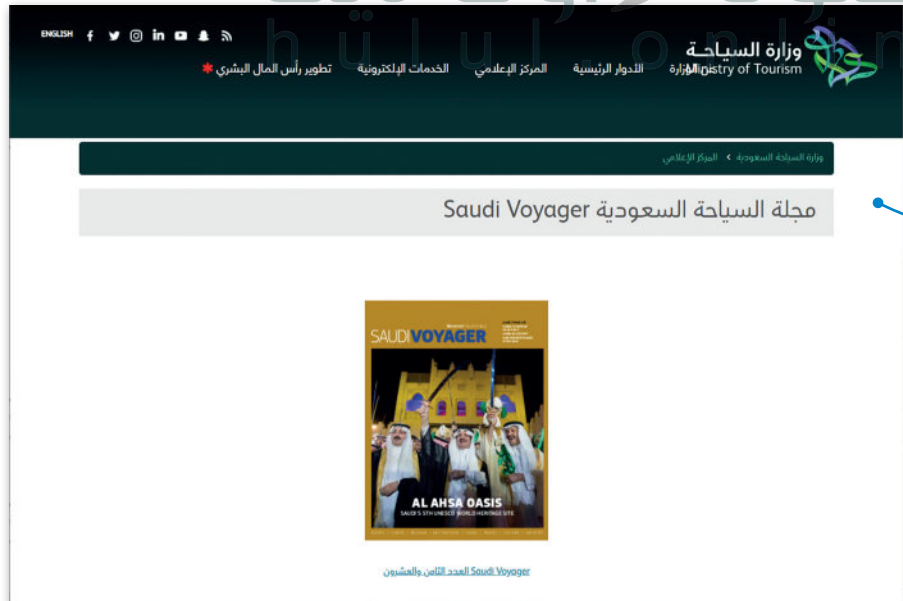 ENGLISH
hulul.online
وزارة السياحة
Ministry of Tourism
الوزارة الأدوار الرئيسية المركز الإعلامي الخدمات الإلكترونية تطوير رأس المال البشري *
وزارة السياحة السعودية > المركز الإعلامي
مجلة السياحة السعودية Saudi Voyager
SAUDI VOYAGER
AL AHSA OASIS
SAUDI'S 5TH UNESCO WORLD HERITAGE SITE
Saudi Voyager العدد الثامن والعشرون